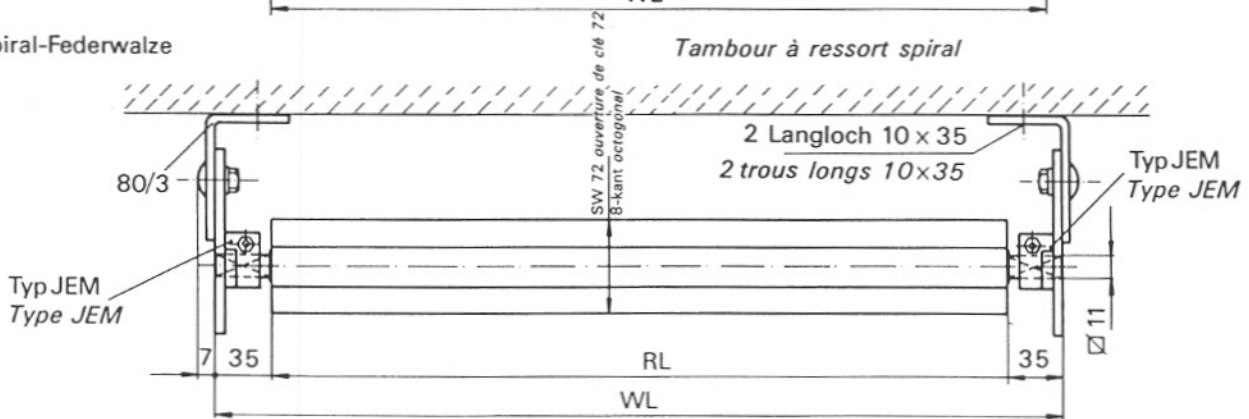 piral-Federwalze
Tambour à ressort spiral
SW 72 ouverture de clé 72
8-kant octogonal
2 Langloch 10 × 35
2 trous longs 10×35
80/3
Typ JEM
Type JEM
Typ JEM
Type JEM
7 35
RL
35
11
WL